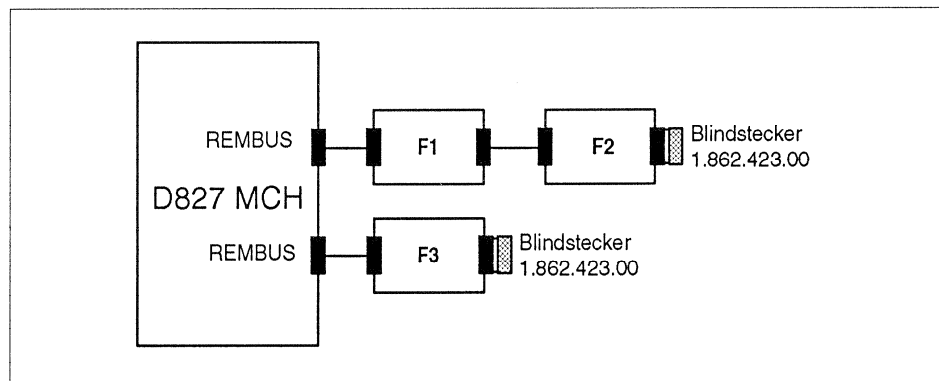 REMBUS
F1
F2
Blindstecker
1.862.423.00
D827 MCH
REMBUS
F3
Blindstecker
1.862.423.00